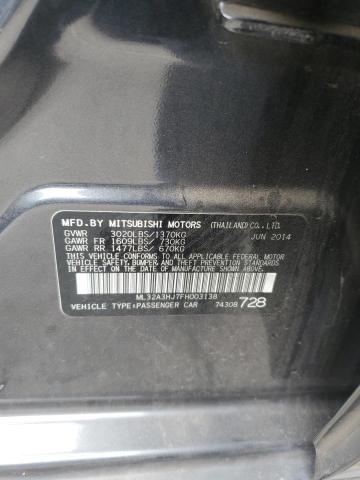 MFD.BY MITSUBISHI MOTORS (THAILAND)CO.,LTD.
GVWR 3020LBS/1370KG JUN 2014
GAWR FR 1609LBS/ 730KG
GAWR RR 1477LBS/ 670KG
THIS VEHICLE CONFORMS TO ALL APPLICABLE
FEDERAL MOTOR VEHICLE SAFETY,
BUMPER, AND THEFT PREVENTION STANDARDS IN
EFFECT ON THE DATE OF MANUFACTURE SHOWN ABOVE.
ML32A3HJ7FH003138
VEHICLE TYPE:PASSENGER CAR 74308 728